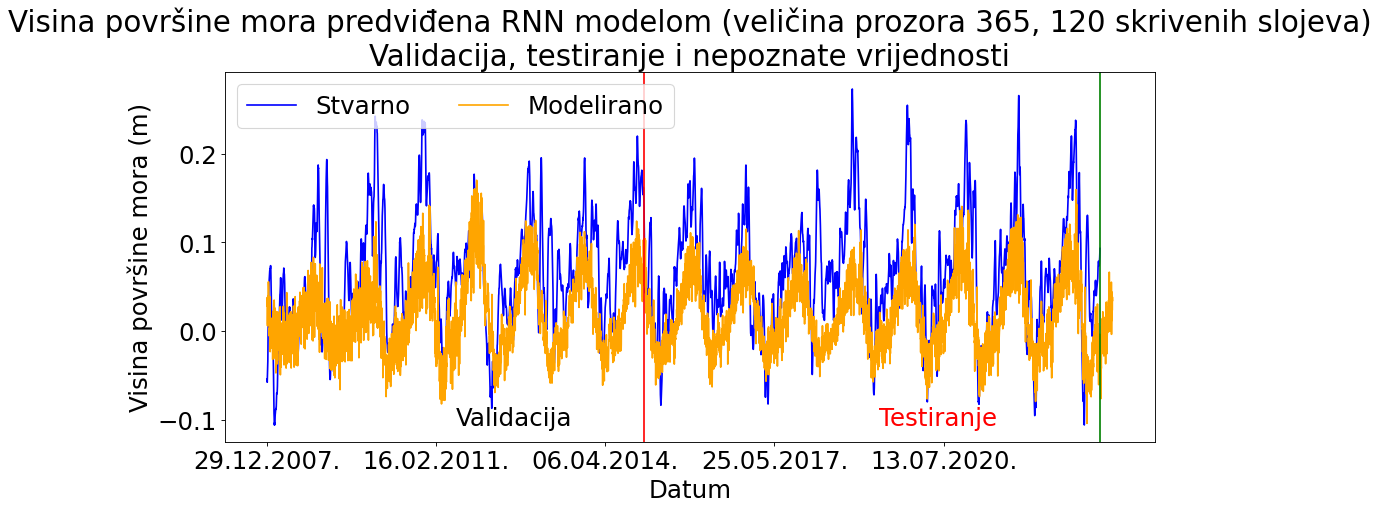 Visina površine mora predviđena RNN modelom (veličina prozora 365, 120 skrivenih slojeva)
Validacija, testiranje i nepoznate vrijednosti
Stvarno Modelirano
Visina površine mora (m)
0.2
0.1
0.0
−0.1
Validacija Testiranje
29.12.2007. 16.02.2011. 06.04.2014. 25.05.2017. 13.07.2020.
Datum